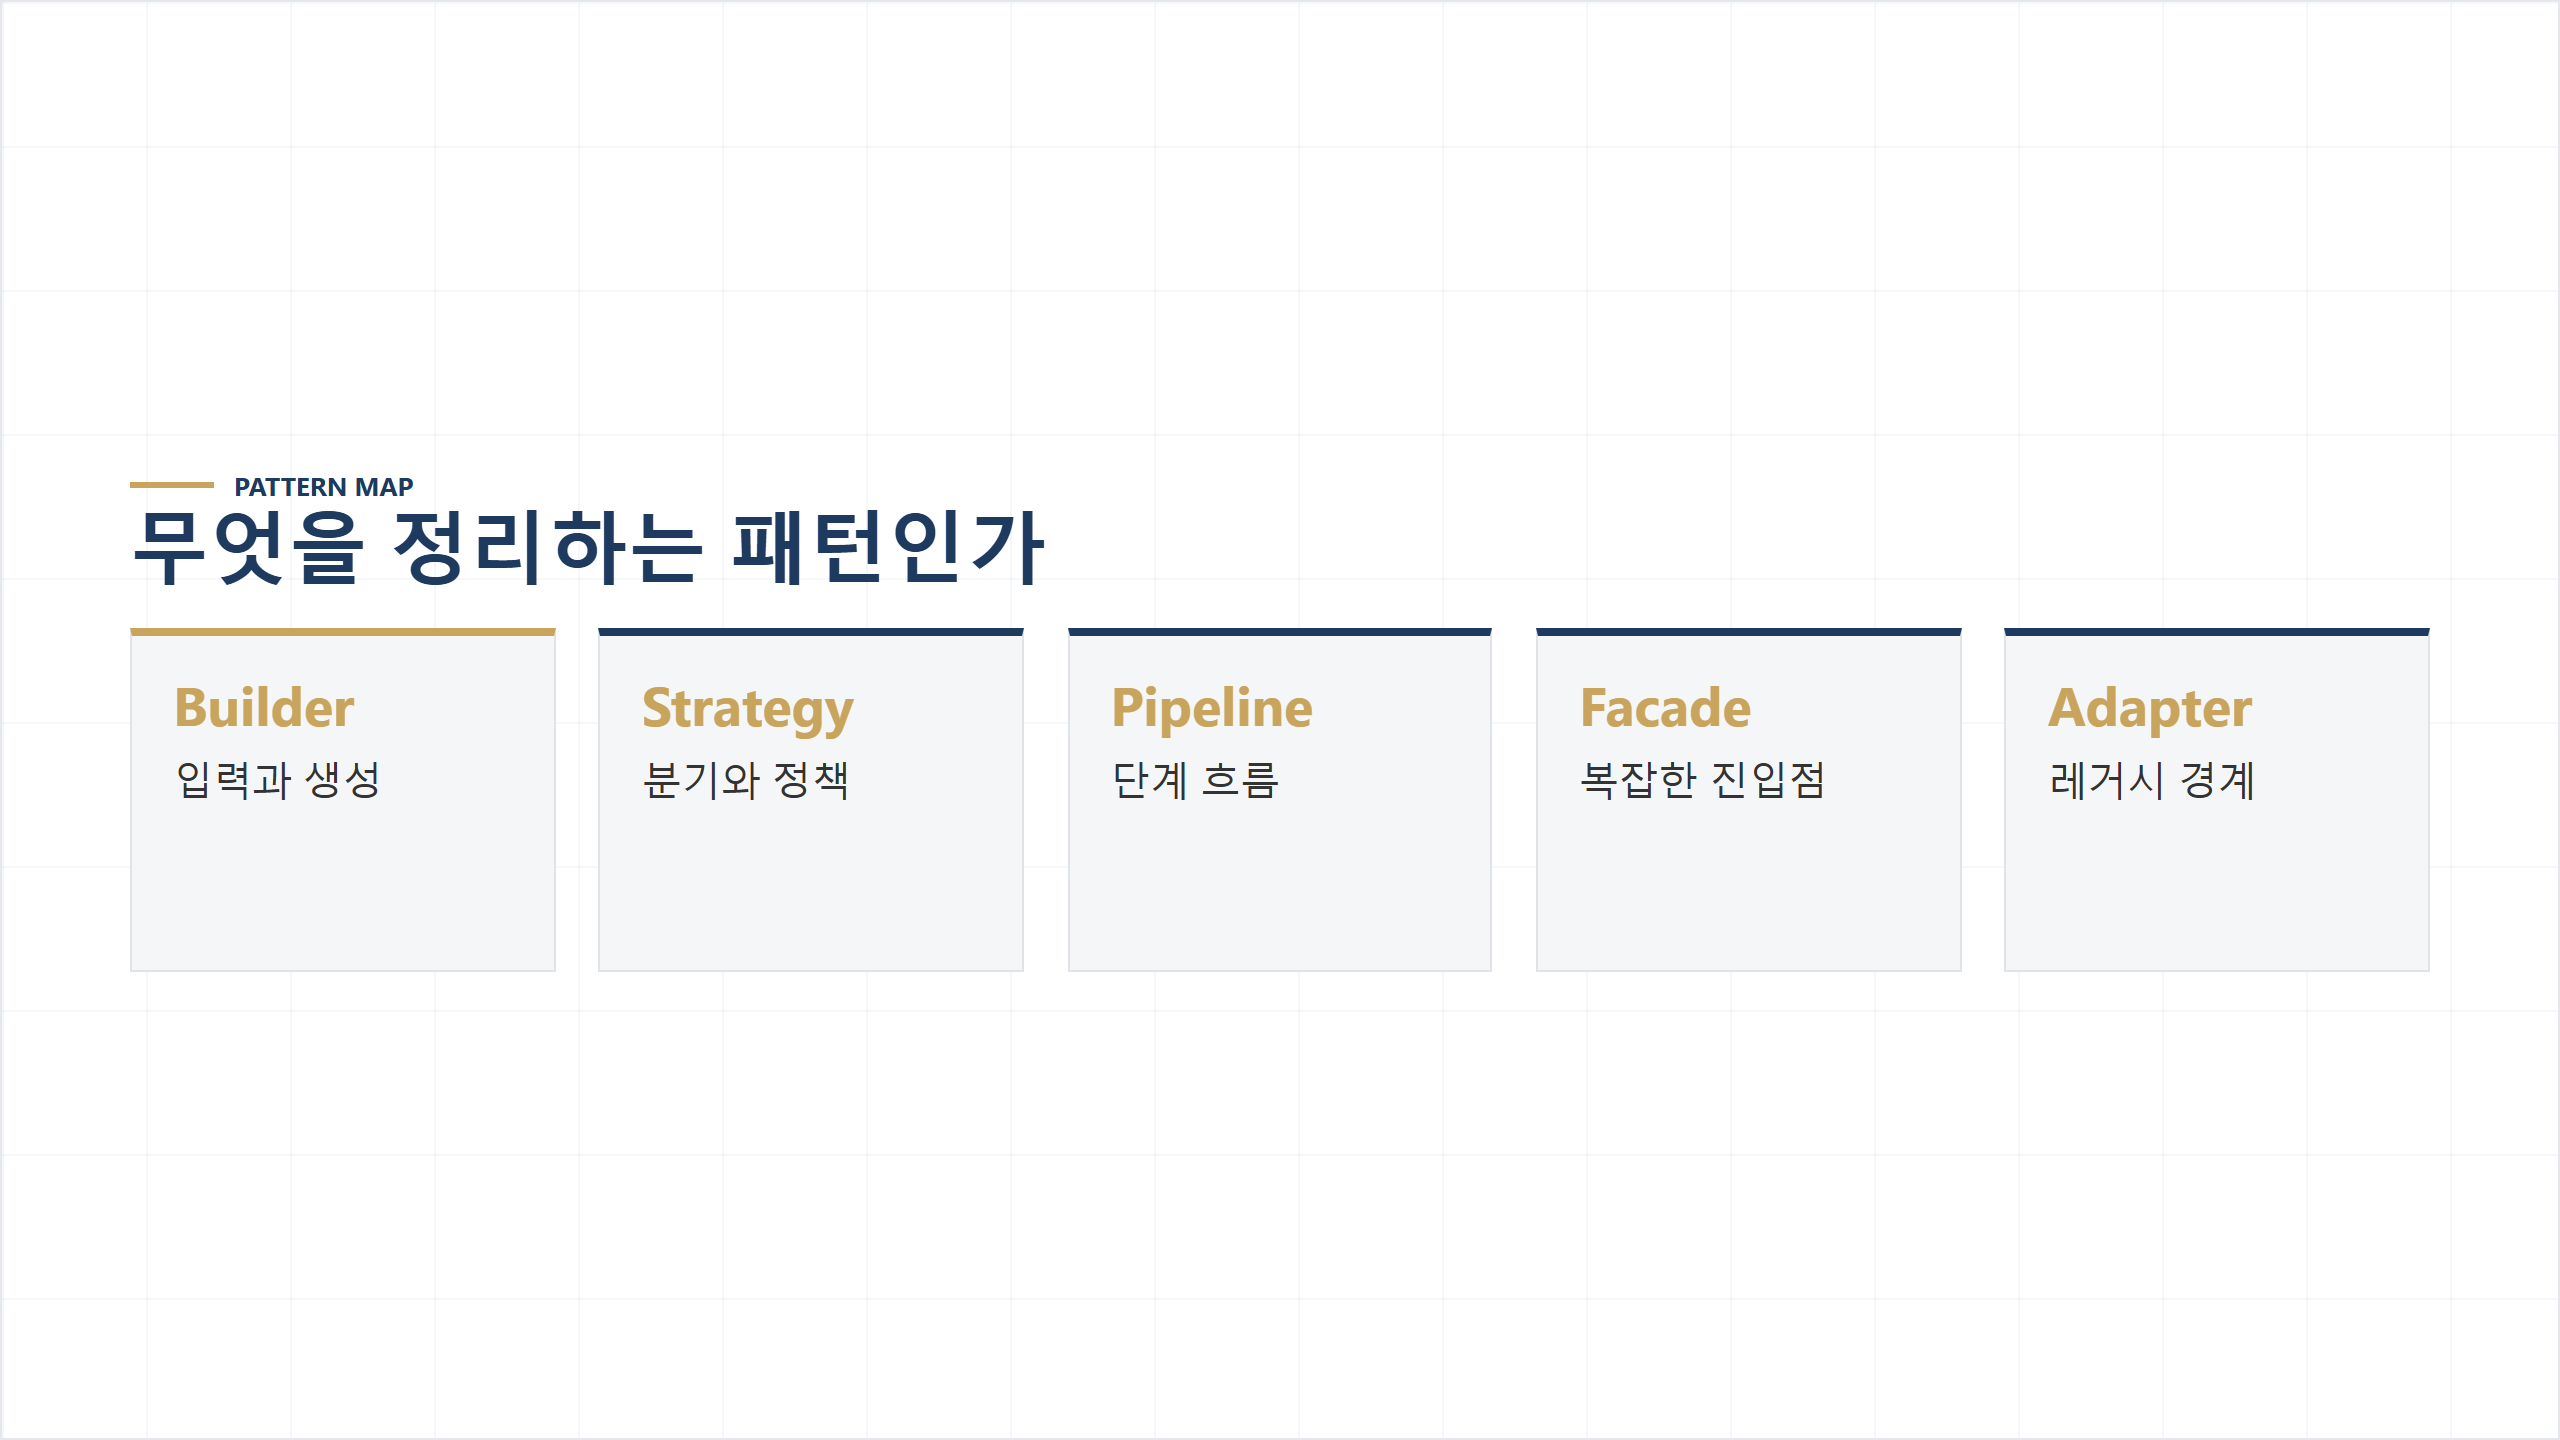 PATTERN MAP
무엇을 정리하는 패턴인가
Builder
입력과 생성
Strategy
분기와 정책
Pipeline
단계 흐름
Facade
복잡한 진입점
Adapter
레거시 경계